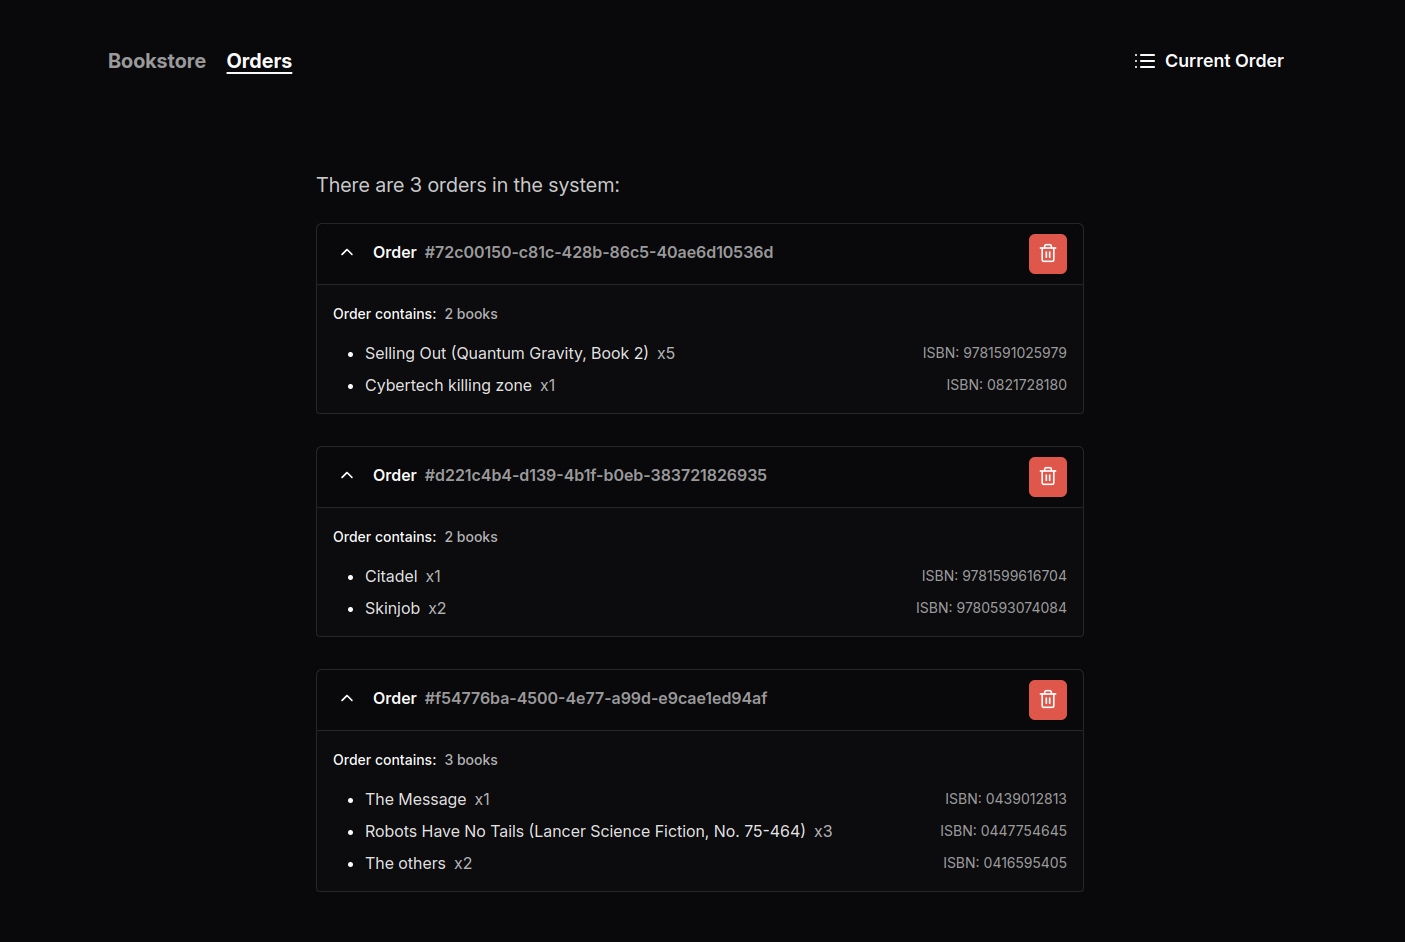 Bookstore Orders Current Order
There are 3 orders in the system:
Order #72c00150-c81c-428b-86c5-40ae6d10536d
Order contains: 2 books
• Selling Out (Quantum Gravity, Book 2) x5 ISBN: 9781591025979
• Cybertech killing zone x1 ISBN: 0821728180
Order #d221c4b4-d139-4b1f-b0eb-383721826935
Order contains: 2 books
• Citadel x1 ISBN: 9781599616704
• Skinjob x2 ISBN: 9780593074084
Order #f54776ba-4500-4e77-a99d-e9cae1ed94af
Order contains: 3 books
• The Message x1 ISBN: 0439012813
• Robots Have No Tails (Lancer Science Fiction, No. 75-464) x3 ISBN: 0447754645
• The others x2 ISBN: 0416595405